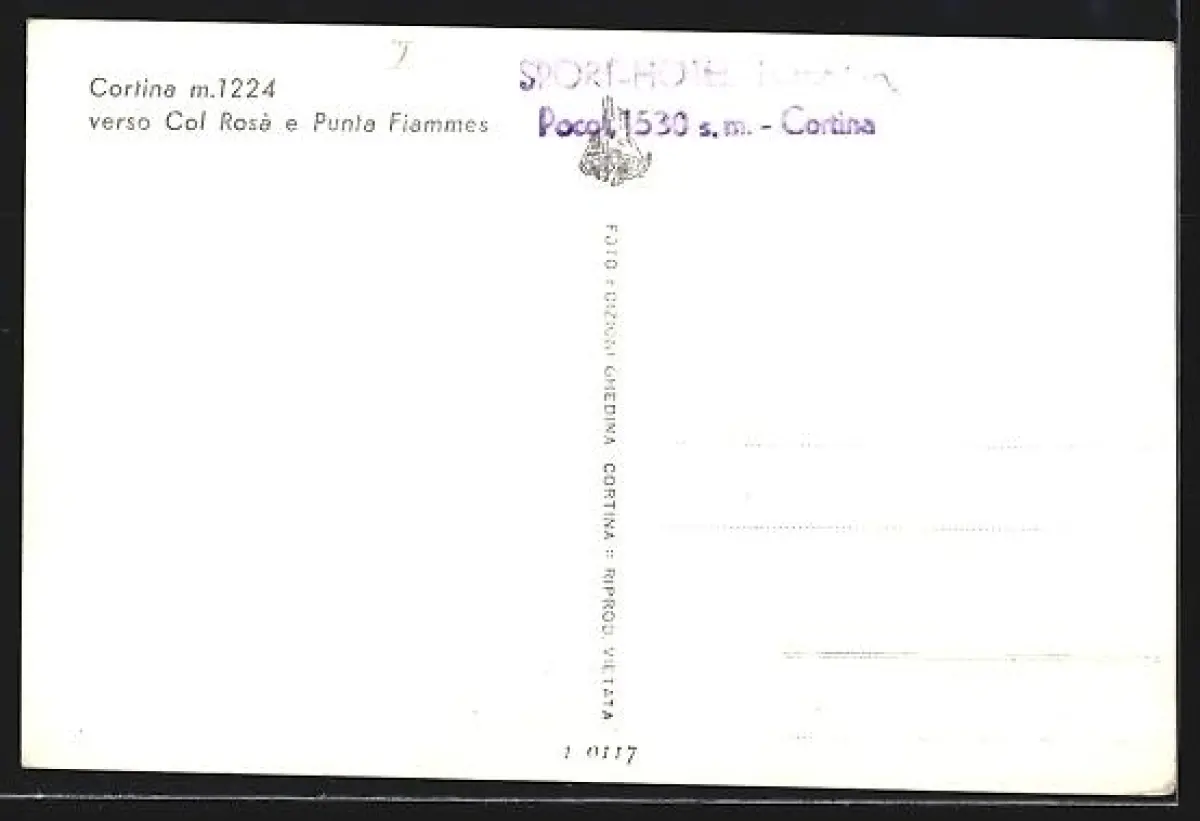 Cortina m.1224
verso Col Rosà e Punta Fiammes
SPORT-HOTEL
Pocol 1530 s.m. - Cortina
FOTO EDIZIONI GHEDINA CORTINA :: RIPROD. VIETATA
1 0117